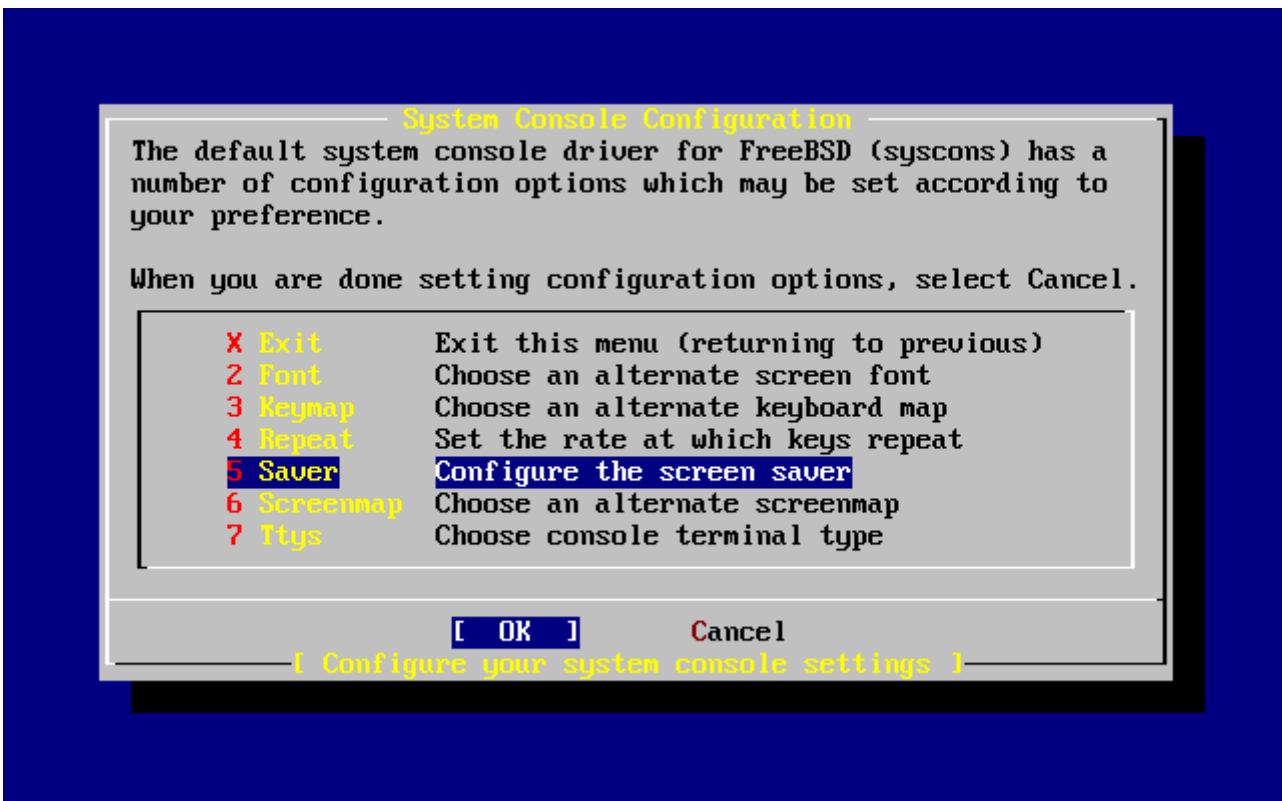 System Console Configuration
The default system console driver for FreeBSD (syscons) has a
number of configuration options which may be set according to
your preference.
When you are done setting configuration options, select Cancel.
X Exit Exit this menu (returning to previous)
2 Font Choose an alternate screen font
3 Keymap Choose an alternate keyboard map
4 Repeat Set the rate at which keys repeat
5 Saver Configure the screen saver
6 Screenmap Choose an alternate screenmap
7 Ttys Choose console terminal type
[ OK ] Cancel
[ Configure your system console settings ]